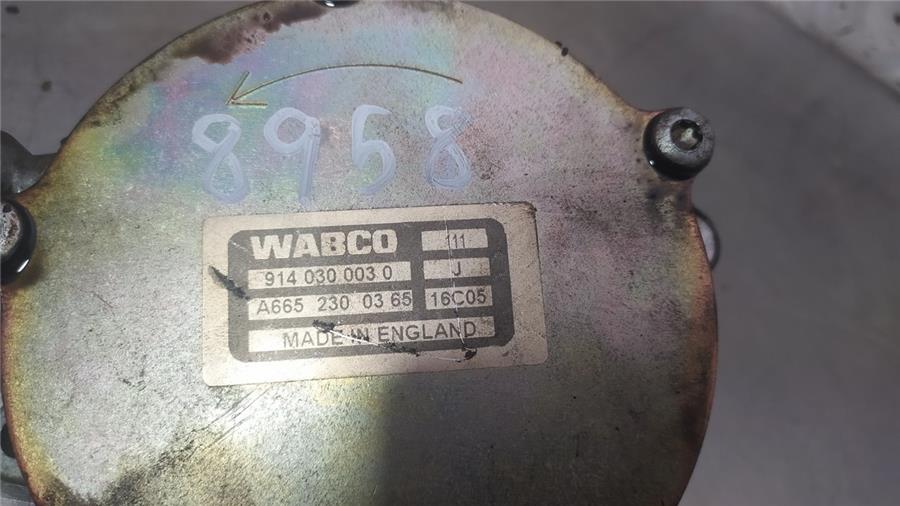 8958
WABCO 111
914 030 003 0 J
A665 230 03 65 16C05
MADE IN ENGLAND